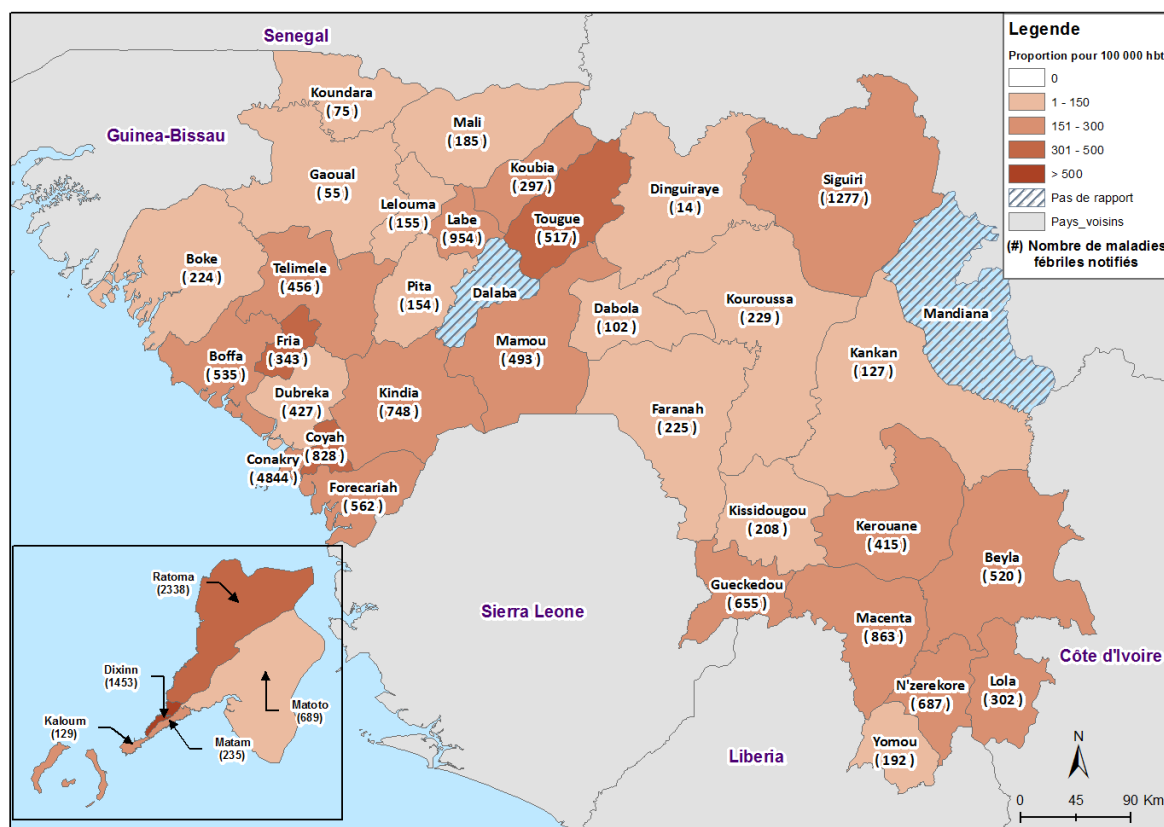 Senegal
Legende
Proportion pour 100 000 hbt
0
1 - 150
151 - 300
301 - 500
> 500
Pas de rapport
Pays_voisins
(#) Nombre de maladies
fébriles notifiés
Koundara
( 75 )
Guinea-Bissau
Mali
( 185 )
Koubia
( 297 )
Gaoual
( 55 )
Dinguiraye
( 14 )
Siguiri
( 1277 )
Lelouma
( 155 )
Labe
( 954 )
Tougue
( 517 )
Boke
( 224 )
Telimele
( 456 )
Pita
( 154 )
Dalaba
Dabola
( 102 )
Kouroussa
( 229 )
Mandiana
Fria
( 343 )
Mamou
( 493 )
Kankan
( 127 )
Boffa
( 535 )
Dubreka
( 427 )
Kindia
( 748 )
Faranah
( 225 )
Coyah
( 828 )
Conakry
( 4844 )
Forecariah
( 562 )
Kissidougou
( 208 )
Kerouane
( 415 )
Beyla
( 520 )
Gueckedou
( 655 )
Sierra Leone
Macenta
( 863 )
Côte d'Ivoire
N'zerekore
( 687 )
Lola
( 302 )
Yomou
( 192 )
Liberia
Ratoma
(2338)
Dixinn
(1453)
Kaloum
(129)
Matam
(235)
Matoto
(689)
N
0 45 90 Km